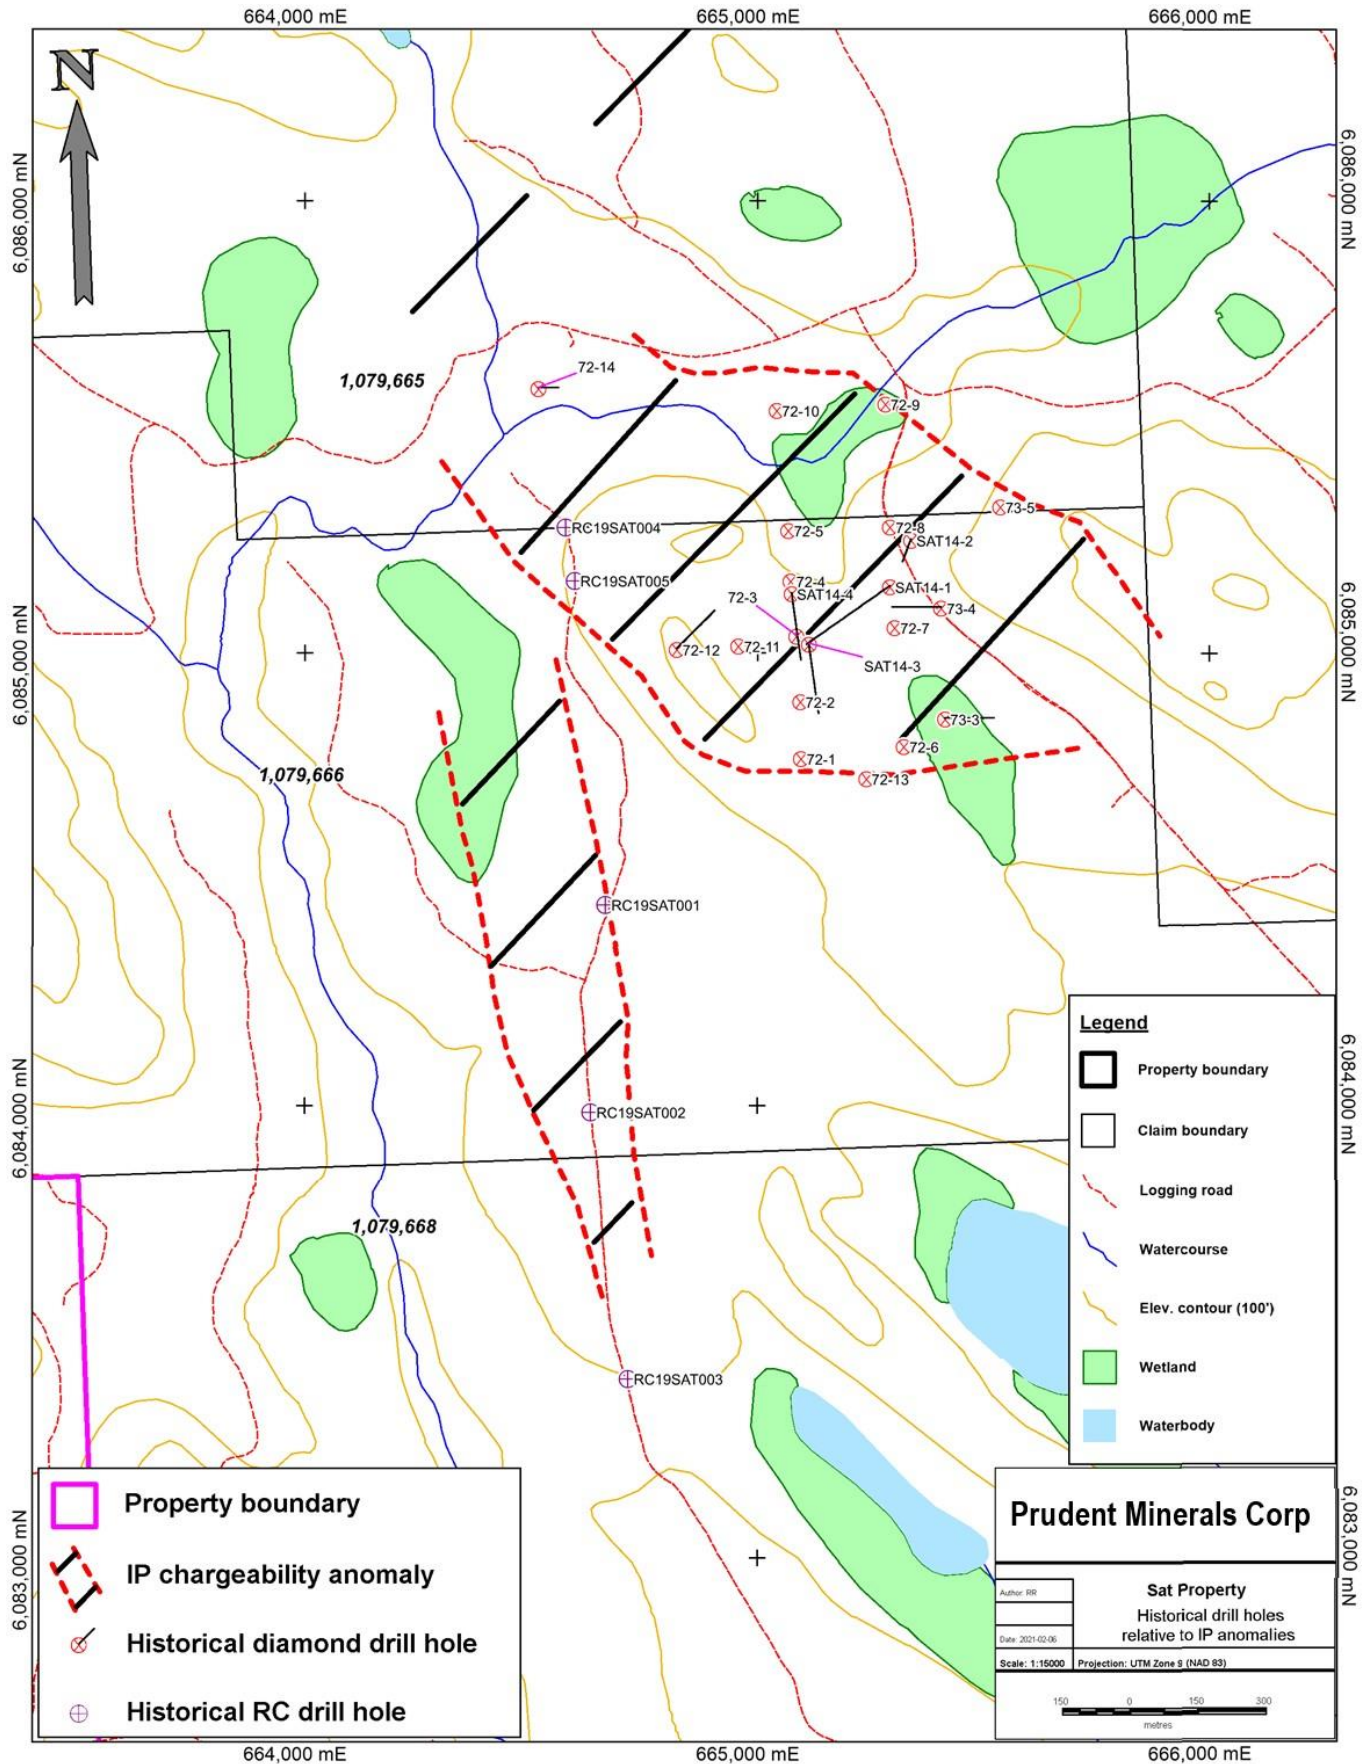 664,000 mE
665,000 mE
666,000 mE
N
6,086,000 mN
6,086,000 mN
1,079,665
72-14
72-10
72-9
73-5
RC19SAT004
72-5
72-8
SAT14-2
RC19SAT005
72-4
SAT14-4
SAT14-1
72-3
73-4
72-7
72-12
72-11
SAT14-3
6,085,000 mN
6,085,000 mN
72-2
73-3
72-6
72-1
72-13
1,079,666
RC19SAT001
6,084,000 mN
6,084,000 mN
RC19SAT002
1,079,668
RC19SAT003
Legend
Property boundary
Claim boundary
Logging road
Watercourse
Elev. contour (100')
Wetland
Waterbody
6,083,000 mN
6,083,000 mN
Property boundary
IP chargeability anomaly
Historical diamond drill hole
Historical RC drill hole
Prudent Minerals Corp
Author: RR
Date: 2021-02-06
Sat Property
Historical drill holes
relative to IP anomalies
Scale: 1:15000
Projection: UTM Zone 9 (NAD 83)
150 0 150 300
metres
664,000 mE
665,000 mE
666,000 mE